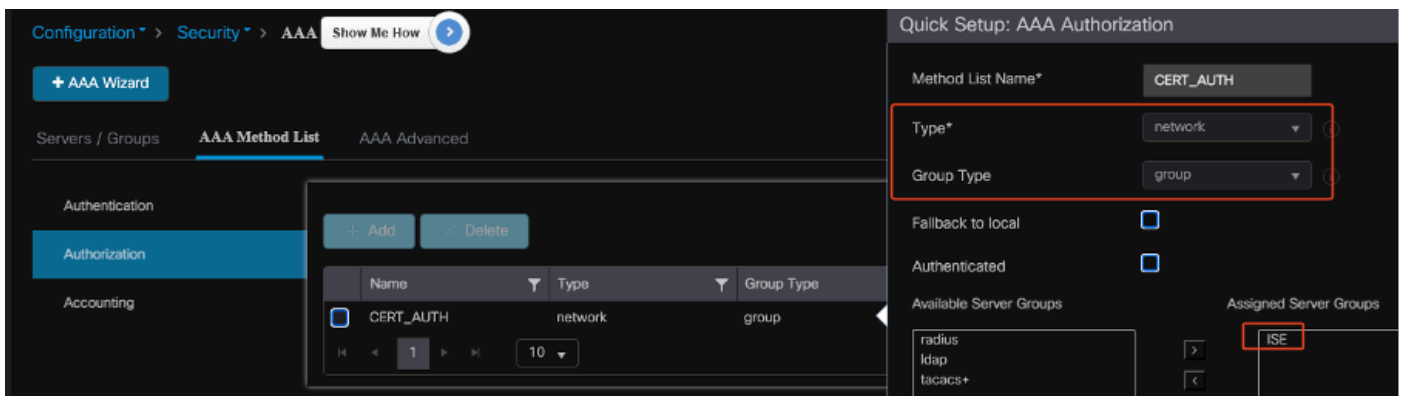 Configuration > Security > AAA Show Me How
+ AAA Wizard
Servers / Groups AAA Method List AAA Advanced
Authentication
Authorization
Accounting
+ Add × Delete
Name Type Group Type
CERT_AUTH network group
1 10
Quick Setup: AAA Authorization
Method List Name* CERT_AUTH
Type* network
Group Type group
Fallback to local
Authenticated
Available Server Groups Assigned Server Groups
radius
ldap
tacacs+
ISE